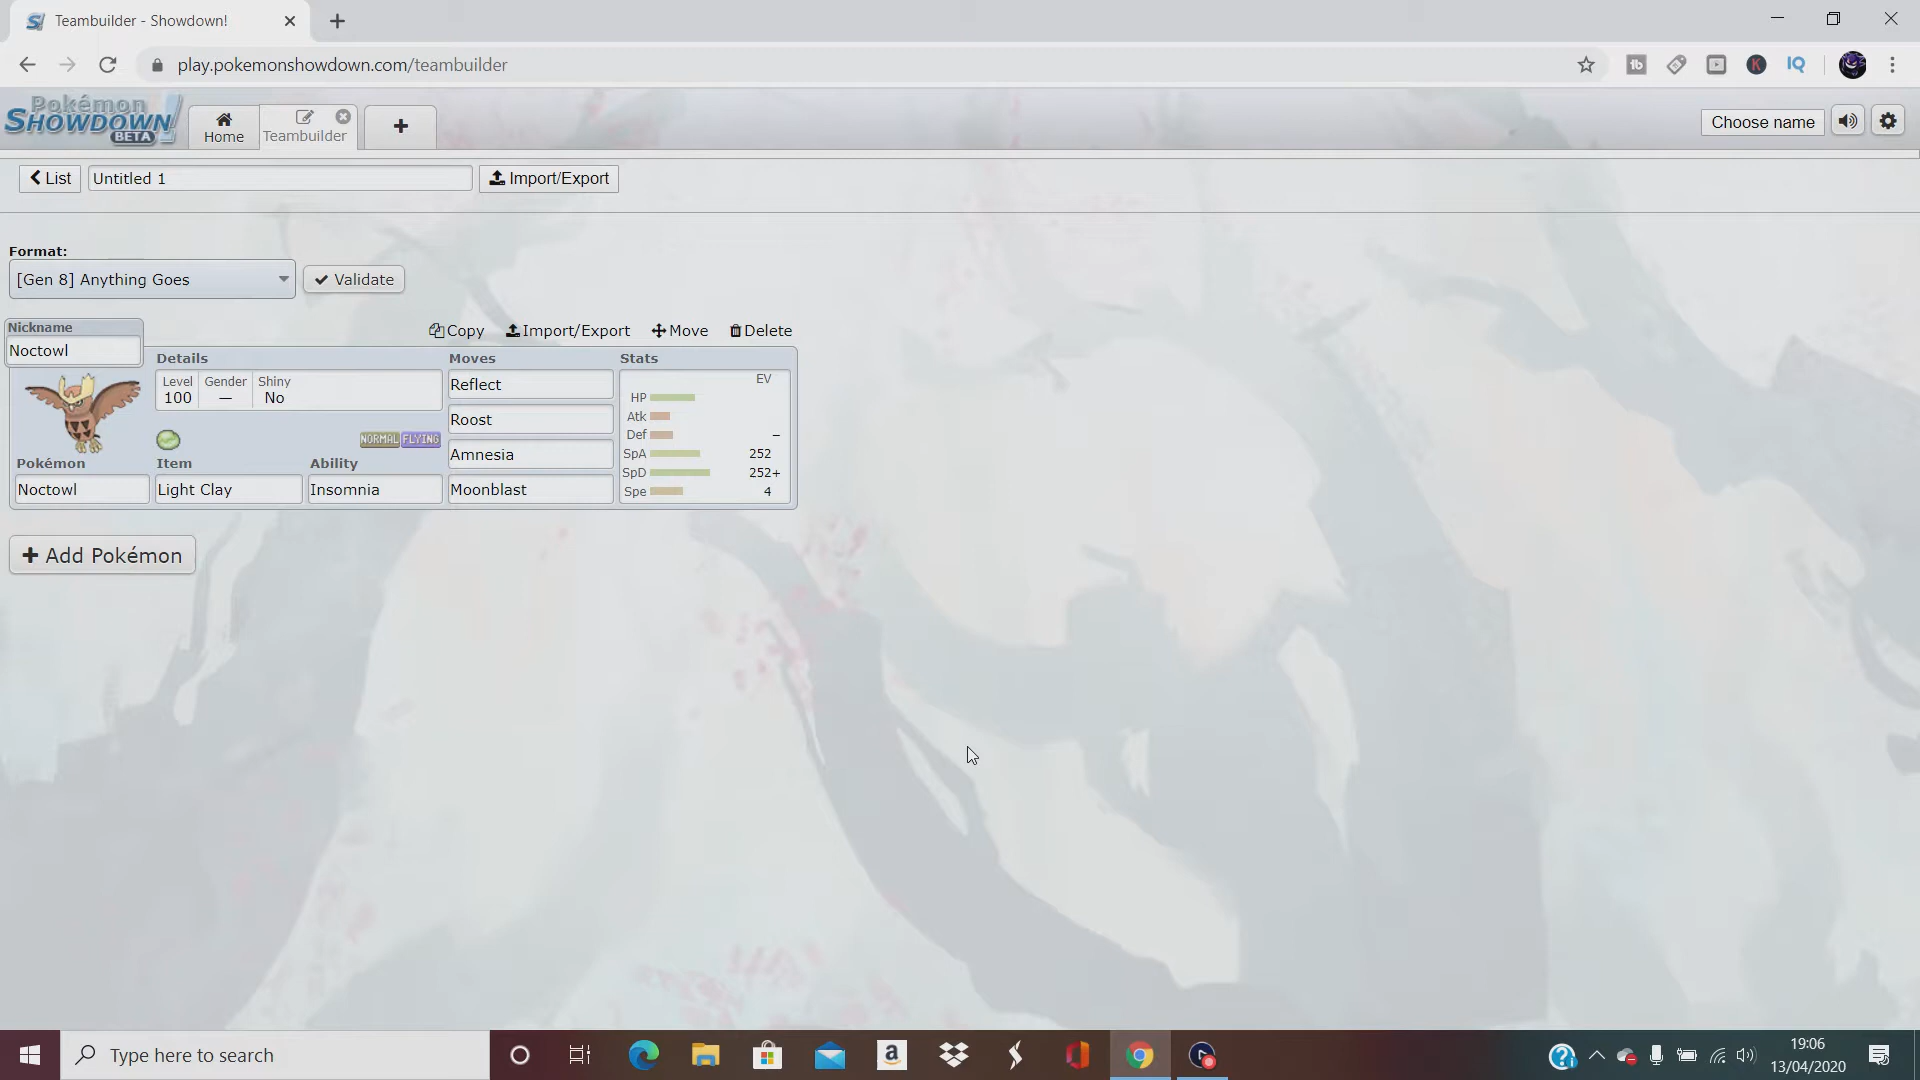 Teambuilder - Showdown!
play.pokemonshowdown.com/teambuilder
tb
K
IQ
Pokémon
SHOWDOWN!
BETA
Home
Teambuilder
Choose name
List
Untitled 1
Import/Export
Format:
[Gen 8] Anything Goes
Validate
Nickname
Noctowl
Copy
Import/Export
Move
Delete
Details
Moves
Stats
Level
Gender
Shiny
100
—
No
Reflect
Roost
Amnesia
Moonblast
EV
HP
Atk
Def –
SpA 252
SpD 252+
Spe 4
NORMAL FLYING
Pokémon
Item
Ability
Noctowl
Light Clay
Insomnia
Add Pokémon
Type here to search
19:06
13/04/2020